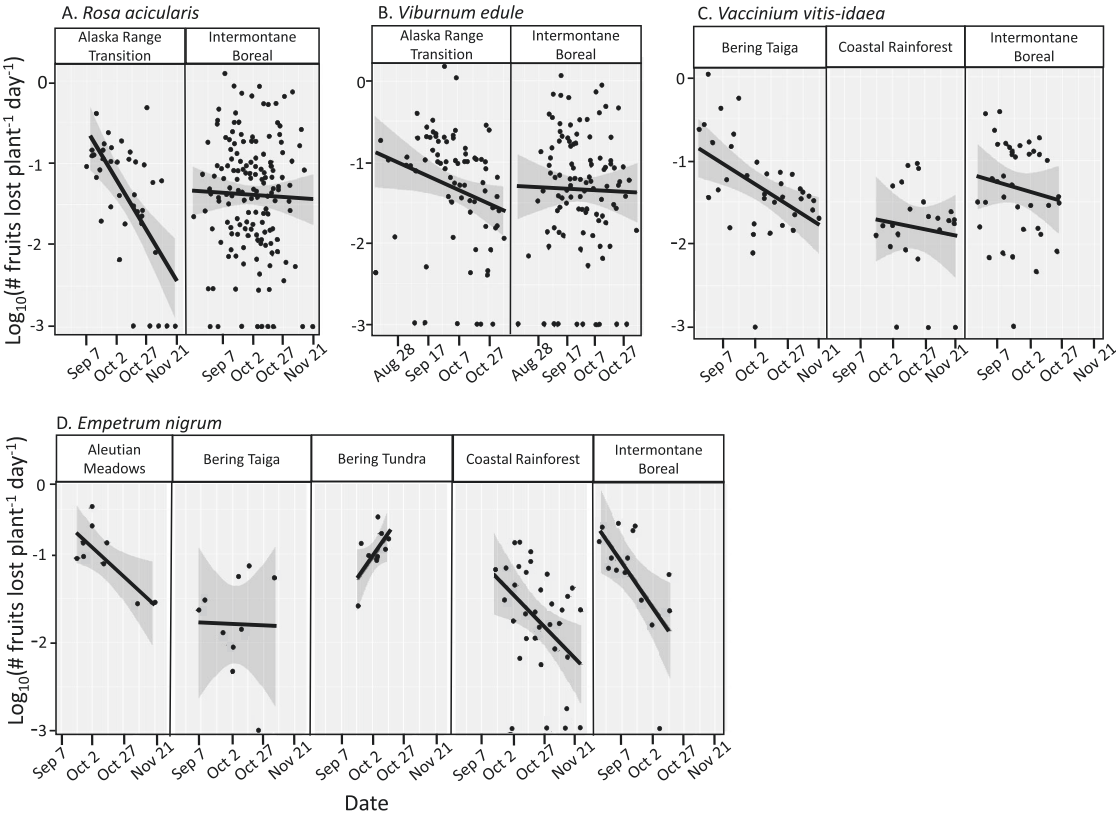 A. Rosa acicularis
B. Viburnum edule
C. Vaccinium vitis-idaea
Alaska Range Transition
Intermontane Boreal
Alaska Range Transition
Intermontane Boreal
Bering Taiga
Coastal Rainforest
Intermontane Boreal
Log10(# fruits lost plant-1 day-1)
0
-1
-2
-3
0
-1
-2
-3
0
-1
-2
-3
Sep 7
Oct 2
Oct 27
Nov 21
Sep 7
Oct 2
Oct 27
Nov 21
Aug 28
Sep 17
Oct 7
Oct 27
Aug 28
Sep 17
Oct 7
Oct 27
Sep 7
Oct 2
Oct 27
Nov 21
Sep 7
Oct 2
Oct 27
Nov 21
Sep 7
Oct 2
Oct 27
Nov 21
D. Empetrum nigrum
Aleutian Meadows
Bering Taiga
Bering Tundra
Coastal Rainforest
Intermontane Boreal
Log10(# fruits lost plant-1 day-1)
0
-1
-2
-3
Sep 7
Oct 2
Oct 27
Nov 21
Sep 7
Oct 2
Oct 27
Nov 21
Sep 7
Oct 2
Oct 27
Nov 21
Sep 7
Oct 2
Oct 27
Nov 21
Sep 7
Oct 2
Oct 27
Nov 21
Date